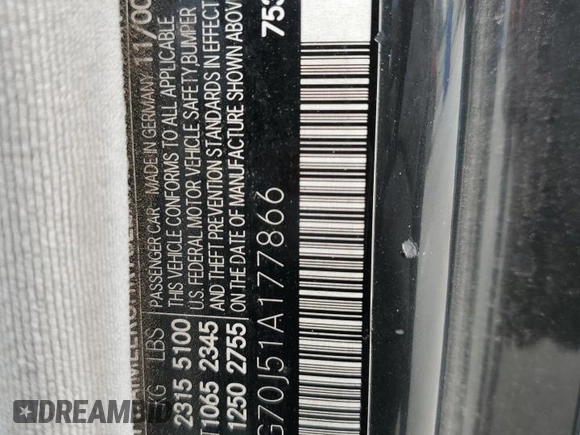 KG LBS PASSENGER CAR MADE IN GERMANY 11/00
THIS VEHICLE CONFORMS TO ALL APPLICABLE
2315 5100 U.S. FEDERAL MOTOR VEHICLE SAFETY, BUMPER
1065 2345 AND THEFT PREVENTION STANDARDS IN EFFECT
1250 2755 ON THE DATE OF MANUFACTURE SHOWN ABOVE
753
G70J51A177866
DREAMBID